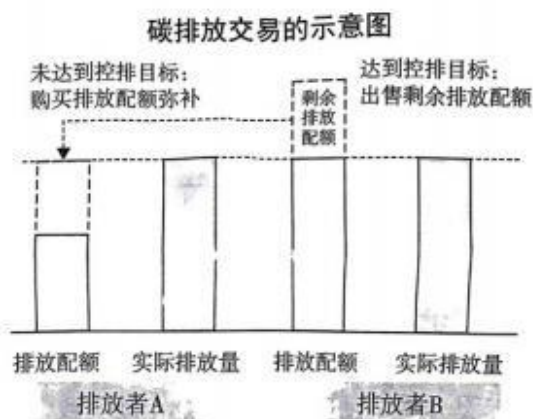 碳排放交易的示意图
未达到控排目标：
购买排放配额弥补
剩余
排放
配额
达到控排目标：
出售剩余排放配额
排放配额
实际排放量
排放配额
实际排放量
排放者A
排放者B